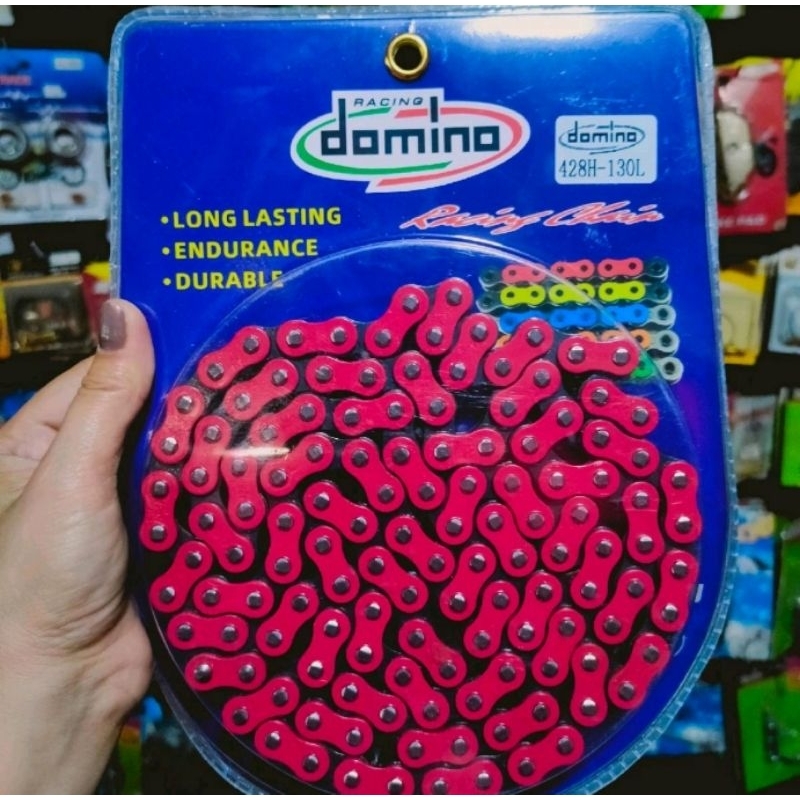 RACING
domino
domino
428H-130L
• LONG LASTING
• ENDURANCE
• DURABLE
Racing Chain